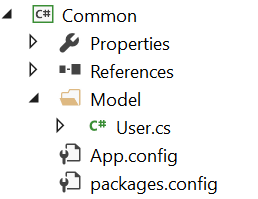 C# Common
Properties
References
Model
C# User.cs
App.config
packages.config